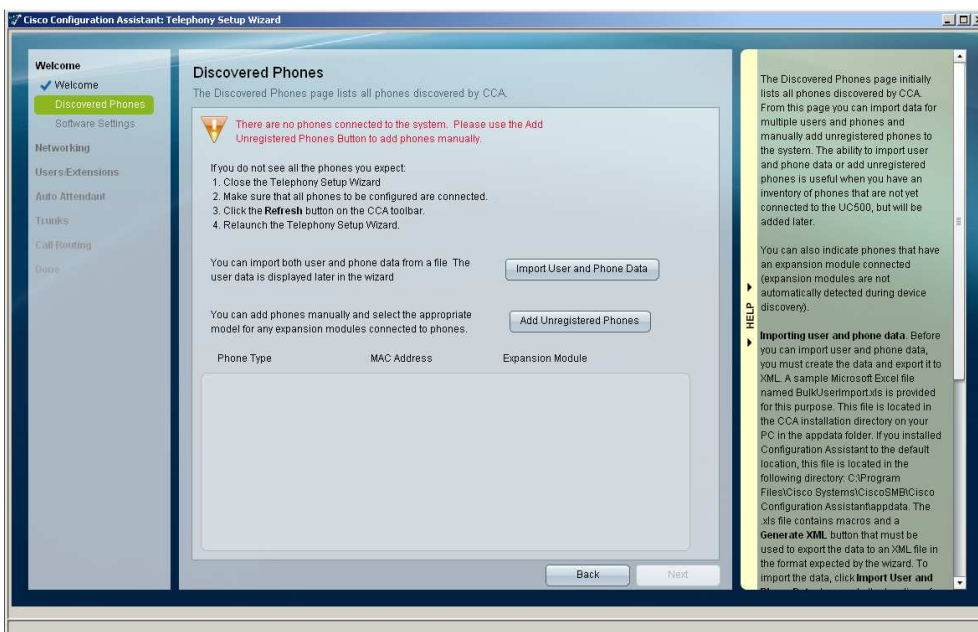 Cisco Configuration Assistant: Telephony Setup Wizard
Welcome
Welcome
Discovered Phones
Software Settings
Networking
Users/Extensions
Auto Attendant
Trunks
Call Routing
Done
Discovered Phones
The Discovered Phones page lists all phones discovered by CCA.
There are no phones connected to the system. Please use the Add
Unregistered Phones Button to add phones manually.
If you do not see all the phones you expect:
1. Close the Telephony Setup Wizard
2. Make sure that all phones to be configured are connected.
3. Click the Refresh button on the CCA toolbar.
4. Relaunch the Telephony Setup Wizard.
You can import both user and phone data from a file The
user data is displayed later in the wizard
Import User and Phone Data
You can add phones manually and select the appropriate
model for any expansion modules connected to phones.
Add Unregistered Phones
Phone Type MAC Address Expansion Module
Back Next
HELP
The Discovered Phones page initially
lists all phones discovered by CCA.
From this page you can import data for
multiple users and phones and
manually add unregistered phones to
the system. The ability to import user
and phone data or add unregistered
phones is useful when you have an
inventory of phones that are not yet
connected to the UC500, but will be
added later.
You can also indicate phones that have
an expansion module connected
(expansion modules are not
automatically detected during device
discovery).
Importing user and phone data. Before
you can import user and phone data,
you must create the data and export it to
XML. A sample Microsoft Excel file
named BulkUserImport.xls is provided
for this purpose. This file is located in
the CCA installation directory on your
PC in the appdata folder. If you installed
Configuration Assistant to the default
location, this file is located in the
following directory: C:\Program
Files\Cisco Systems\CiscoSMB\Cisco
Configuration Assistant\appdata. The
.xls file contains macros and a
Generate XML button that must be
used to export the data to an XML file in
the format expected by the wizard. To
import the data, click Import User and